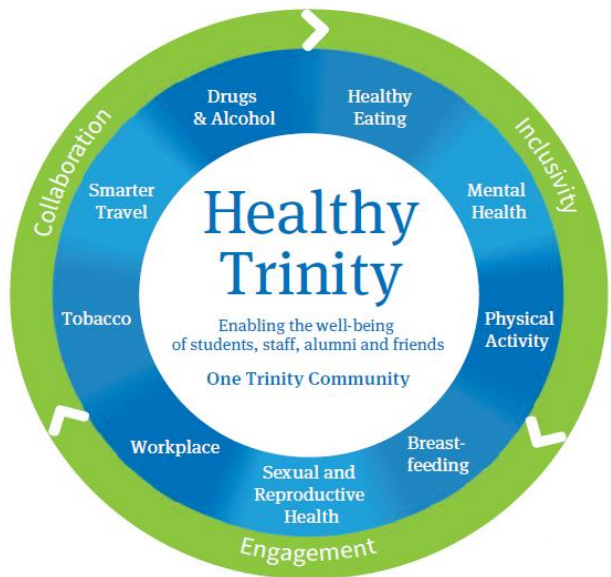 Healthy
Trinity
Enabling the well-being
of students, staff, alumni and friends
One Trinity Community
Drugs
& Alcohol
Healthy
Eating
Mental
Health
Physical
Activity
Breast-
feeding
Sexual and
Reproductive
Health
Workplace
Tobacco
Smarter
Travel
Collaboration
Inclusivity
Engagement